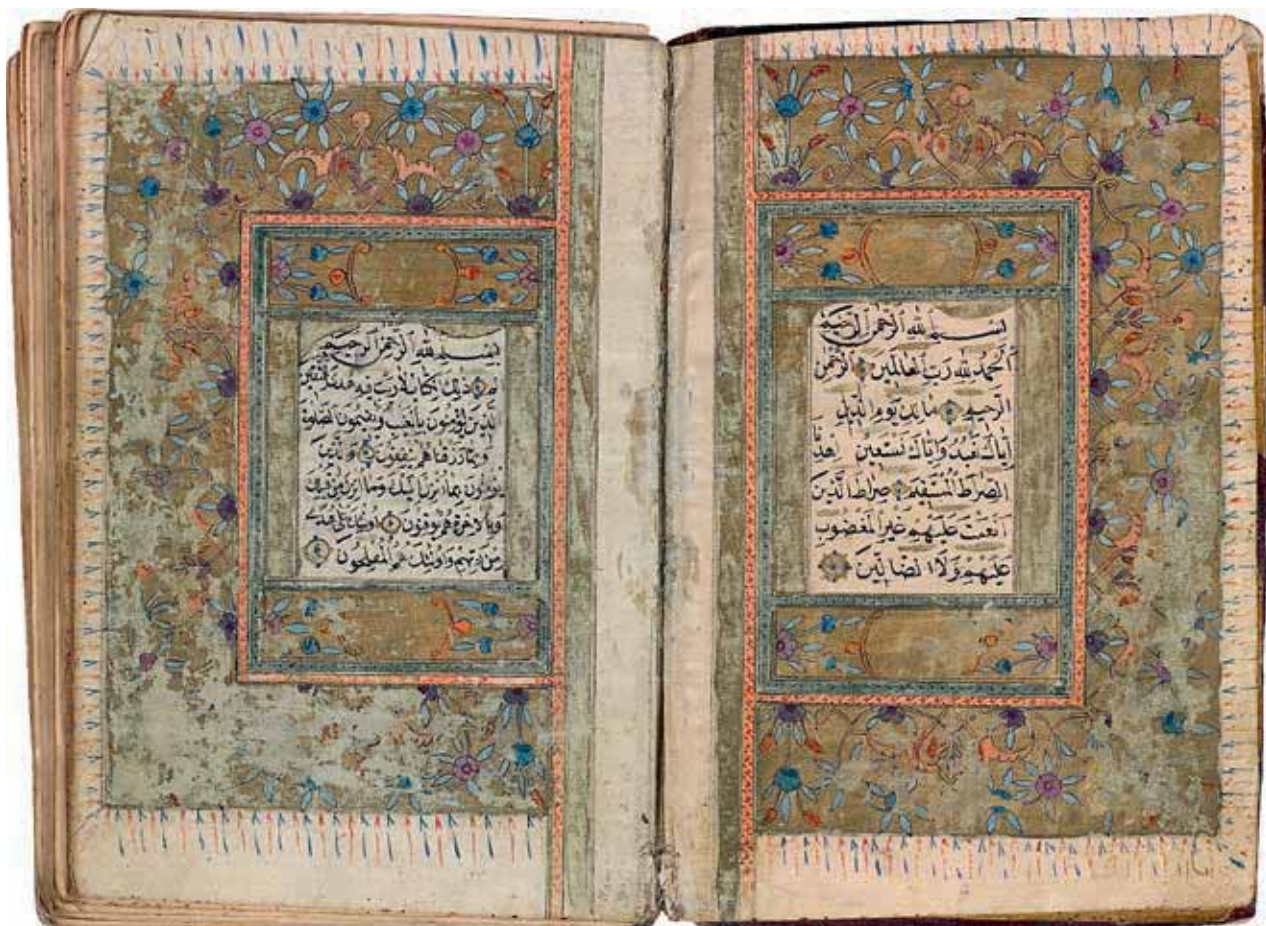 بسم الله الرحمن الرحيم
الحمد لله رب العالمين الرحمن
الرحيم مالك يوم الدين
اياك نعبد واياك نستعين اهدنا
الصراط المستقيم صراط الذين
انعمت عليهم غير المغضوب
عليهم ولا الضالين
بسم الله الرحمن الرحيم
الم ذلك الكتاب لا ريب فيه هدى للمتقين
الذين يؤمنون بالغيب ويقيمون الصلوة
ومما رزقناهم ينفقون والذين
يؤمنون بما انزل اليك وما انزل من قبلك
وبالاخرة هم يوقنون اولئك على هدى
من ربهم واولئك هم المفلحون